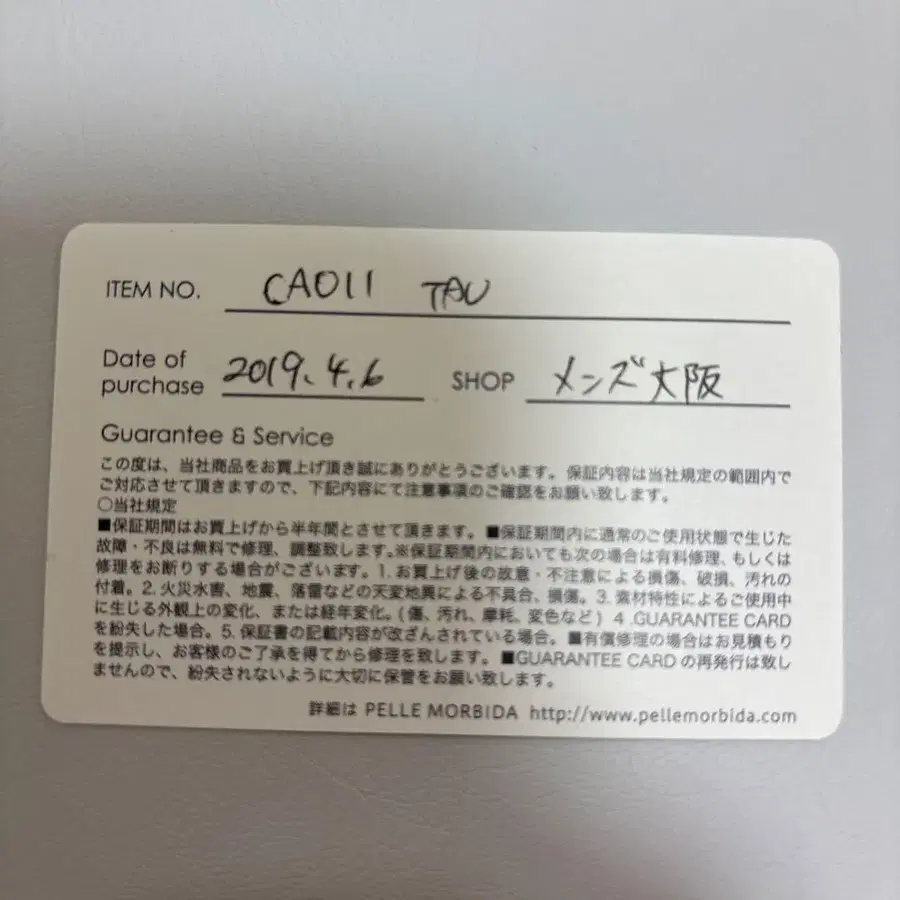 ITEM NO. CA011 TAU
Date of purchase 2019.4.6 SHOP メンズ大阪
Guarantee & Service
この度は、当社商品をお買上げ頂き誠にありがとうございます。保証内容は当社規定の範囲内で
ご対応させて頂きますので、下記内容にて注意事項のご確認をお願い致します。
○当社規定
■保証期間はお買上げから半年間とさせて頂きます。■保証期間内に通常のご使用状態で生じた
故障・不良は無料で修理、調整致します。※保証期間内においても次の場合は有料修理、もしくは
修理をお断りする場合がございます。1. お買上げ後の故意・不注意による損傷、破損、汚れの
付着。2. 火災水害、地震、落雷などの天変地異による不具合、損傷。3. 素材特性によるご使用中
に生じる外観上の変化、または経年変化。(傷、汚れ、摩耗、変色など) 4 .GUARANTEE CARD
を紛失した場合。5. 保証書の記載内容が改ざんされている場合。■有償修理の場合はお見積もり
を提示し、お客様のご了承を得てから修理を致します。■GUARANTEE CARD の再発行は致し
ませんので、紛失されないように大切に保管をお願い致します。
詳細は PELLE MORBIDA http://www.pellemorbida.com